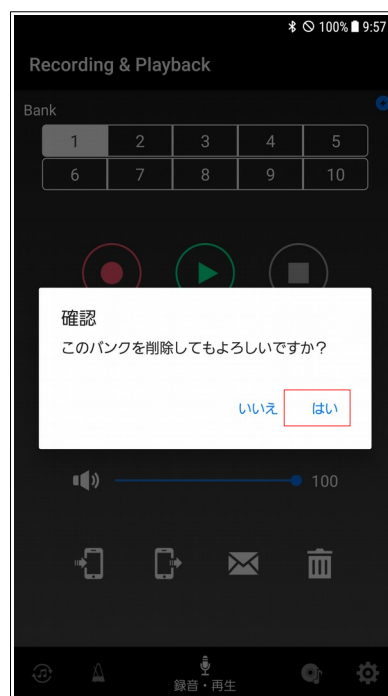 100% 9:57
Recording & Playback
Bank
1 2 3 4 5
6 7 8 9 10
確認
このバンクを削除してもよろしいですか？
いいえ はい
100
録音・再生